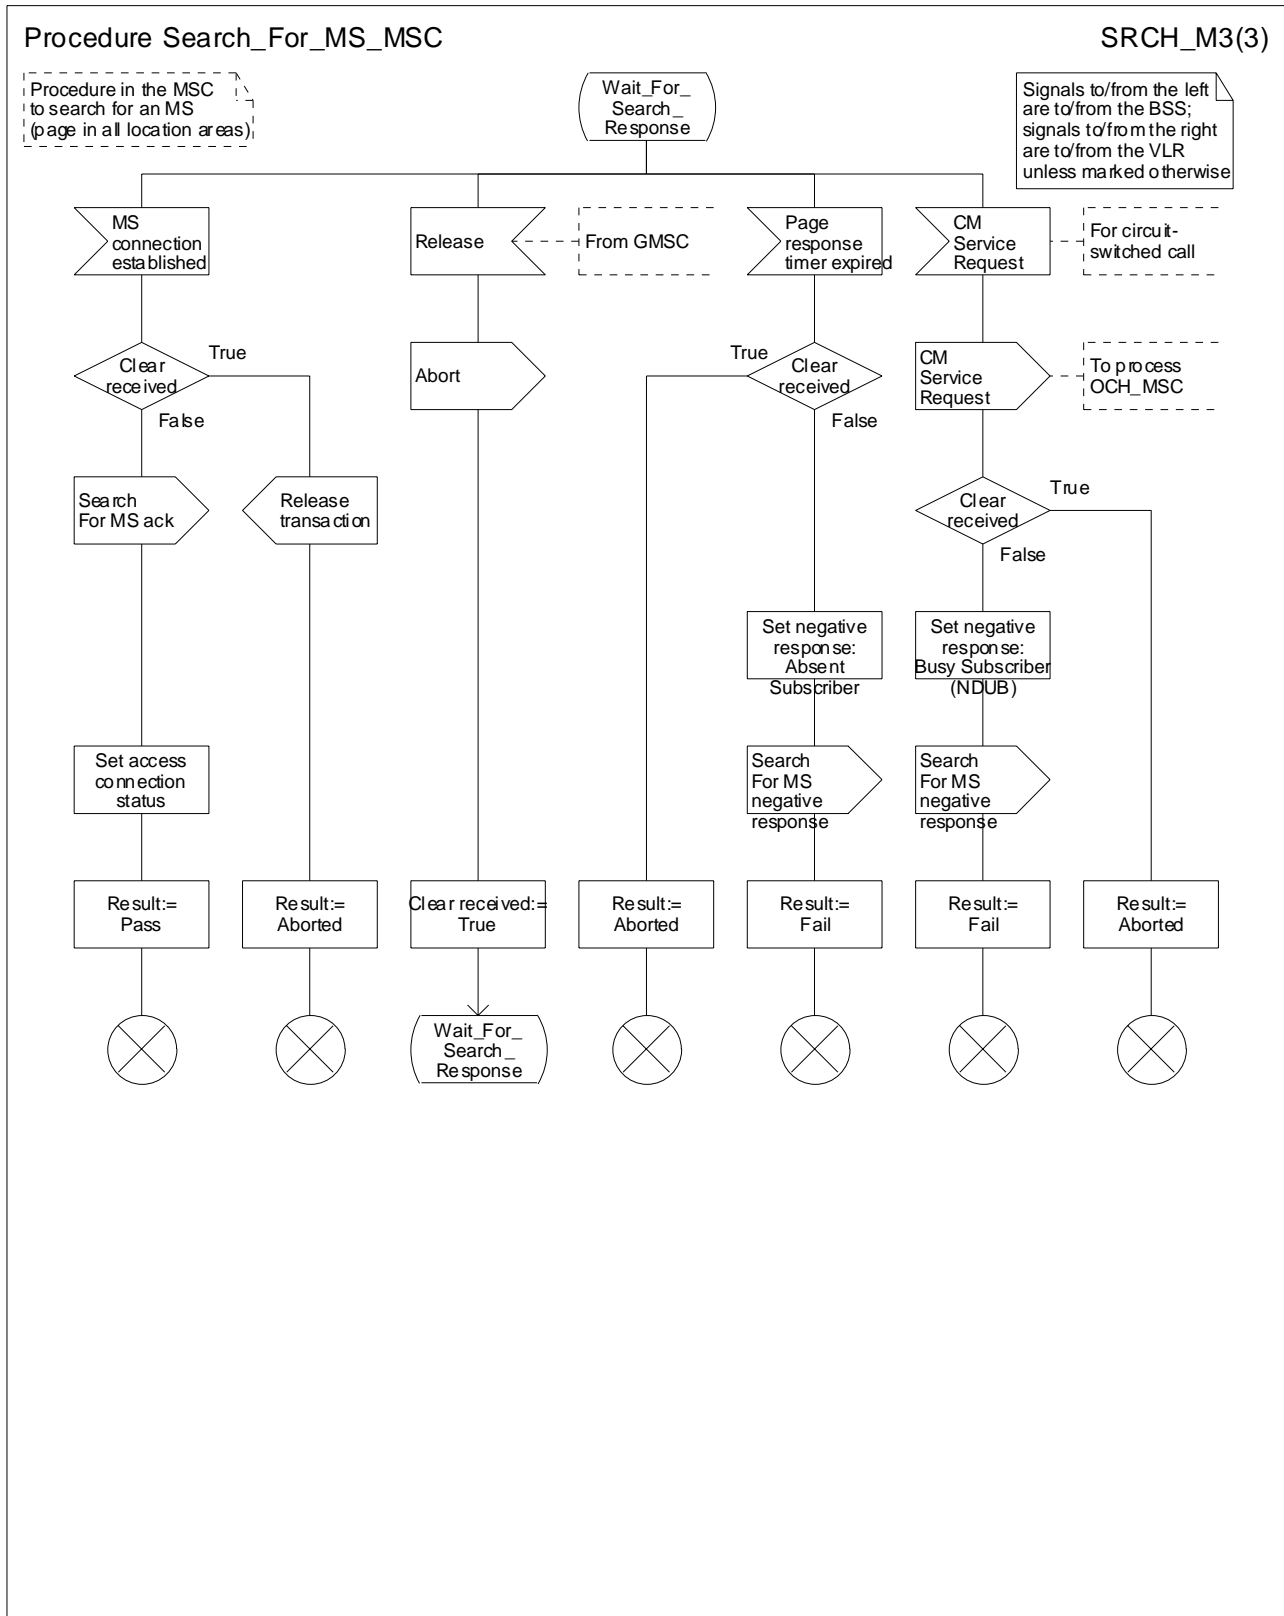 Procedure Search_For_MS_MSC
SRCH_M3(3)
Procedure in the MSC
to search for an MS
(page in all location areas)
Wait_For_
Search_
Response
Signals to/from the left
are to/from the BSS;
signals to/from the right
are to/from the VLR
unless marked otherwise
MS
connection
established
Release
From GMSC
Page
response
timer expired
CM
Service
Request
For circuit-
switched call
Clear
received
True
False
Abort
True
Clear
received
False
CM
Service
Request
To process
OCH_MSC
Search
For MS ack
Release
transaction
Clear
received
True
False
Set negative
response:
Absent
Subscriber
Set negative
response:
Busy Subscriber
(NDUB)
Set access
connection
status
Search
For MS
negative
response
Search
For MS
negative
response
Result:=
Pass
Result:=
Aborted
Clear received:=
True
Result:=
Aborted
Result:=
Fail
Result:=
Fail
Result:=
Aborted
Wait_For_
Search_
Response